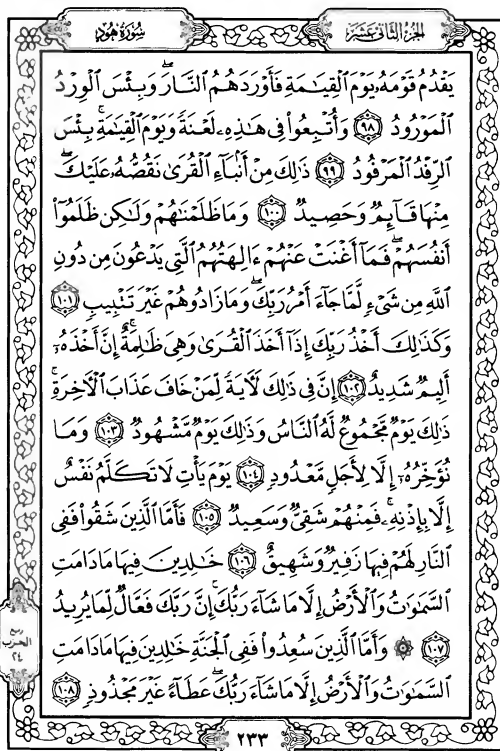 الجزء الثاني عشر
سورة هود
يَقْدُمُ قَوْمَهُۥ يَوْمَ ٱلْقِيَٰمَةِ فَأَوْرَدَهُمُ ٱلنَّارَ ۖ وَبِئْسَ ٱلْوِرْدُ
ٱلْمَوْرُودُ ٩٨ وَأُتْبِعُوا۟ فِى هَٰذِهِۦ لَعْنَةً وَيَوْمَ ٱلْقِيَٰمَةِ ۚ بِئْسَ
ٱلرِّفْدُ ٱلْمَرْفُودُ ٩٩ ذَٰلِكَ مِنْ أَنۢبَآءِ ٱلْقُرَىٰ نَقُصُّهُۥ عَلَيْكَ ۖ
مِنْهَا قَآئِمٌ وَحَصِيدٌ ١٠٠ وَمَا ظَلَمْنَٰهُمْ وَلَٰكِن ظَلَمُوٓا۟
أَنفُسَهُمْ ۖ فَمَآ أَغْنَتْ عَنْهُمْ ءَالِهَتُهُمُ ٱلَّتِى يَدْعُونَ مِن دُونِ
ٱللَّهِ مِن شَىْءٍ لَّمَّا جَآءَ أَمْرُ رَبِّكَ ۖ وَمَا زَادُوهُمْ غَيْرَ تَتْبِيبٍ ١٠١
وَكَذَٰلِكَ أَخْذُ رَبِّكَ إِذَآ أَخَذَ ٱلْقُرَىٰ وَهِىَ ظَٰلِمَةٌ ۚ إِنَّ أَخْذَهُۥٓ
أَلِيمٌ شَدِيدٌ ١٠٢ إِنَّ فِى ذَٰلِكَ لَءَايَةً لِّمَنْ خَافَ عَذَابَ ٱلْءَاخِرَةِ ۚ
ذَٰلِكَ يَوْمٌ مَّجْمُوعٌ لَّهُ ٱلنَّاسُ وَذَٰلِكَ يَوْمٌ مَّشْهُودٌ ١٠٣ وَمَا
نُؤَخِّرُهُۥٓ إِلَّا لِأَجَلٍ مَّعْدُودٍ ١٠٤ يَوْمَ يَأْتِ لَا تَكَلَّمُ نَفْسٌ
إِلَّا بِإِذْنِهِۦ ۚ فَمِنْهُمْ شَقِىٌّ وَسَعِيدٌ ١٠٥ فَأَمَّا ٱلَّذِينَ شَقُوا۟ فَفِى
ٱلنَّارِ لَهُمْ فِيهَا زَفِيرٌ وَشَهِيقٌ ١٠٦ خَٰلِدِينَ فِيهَا مَا دَامَتِ
ٱلسَّمَٰوَٰتُ وَٱلْأَرْضُ إِلَّا مَا شَآءَ رَبُّكَ ۚ إِنَّ رَبَّكَ فَعَّالٌ لِّمَا يُرِيدُ
١٠٧ ۞ وَأَمَّا ٱلَّذِينَ سُعِدُوا۟ فَفِى ٱلْجَنَّةِ خَٰلِدِينَ فِيهَا مَا دَامَتِ
ٱلسَّمَٰوَٰتُ وَٱلْأَرْضُ إِلَّا مَا شَآءَ رَبُّكَ ۖ عَطَآءً غَيْرَ مَجْذُوذٍ ١٠٨
ربع
الحزب
٢٤
٢٣٣